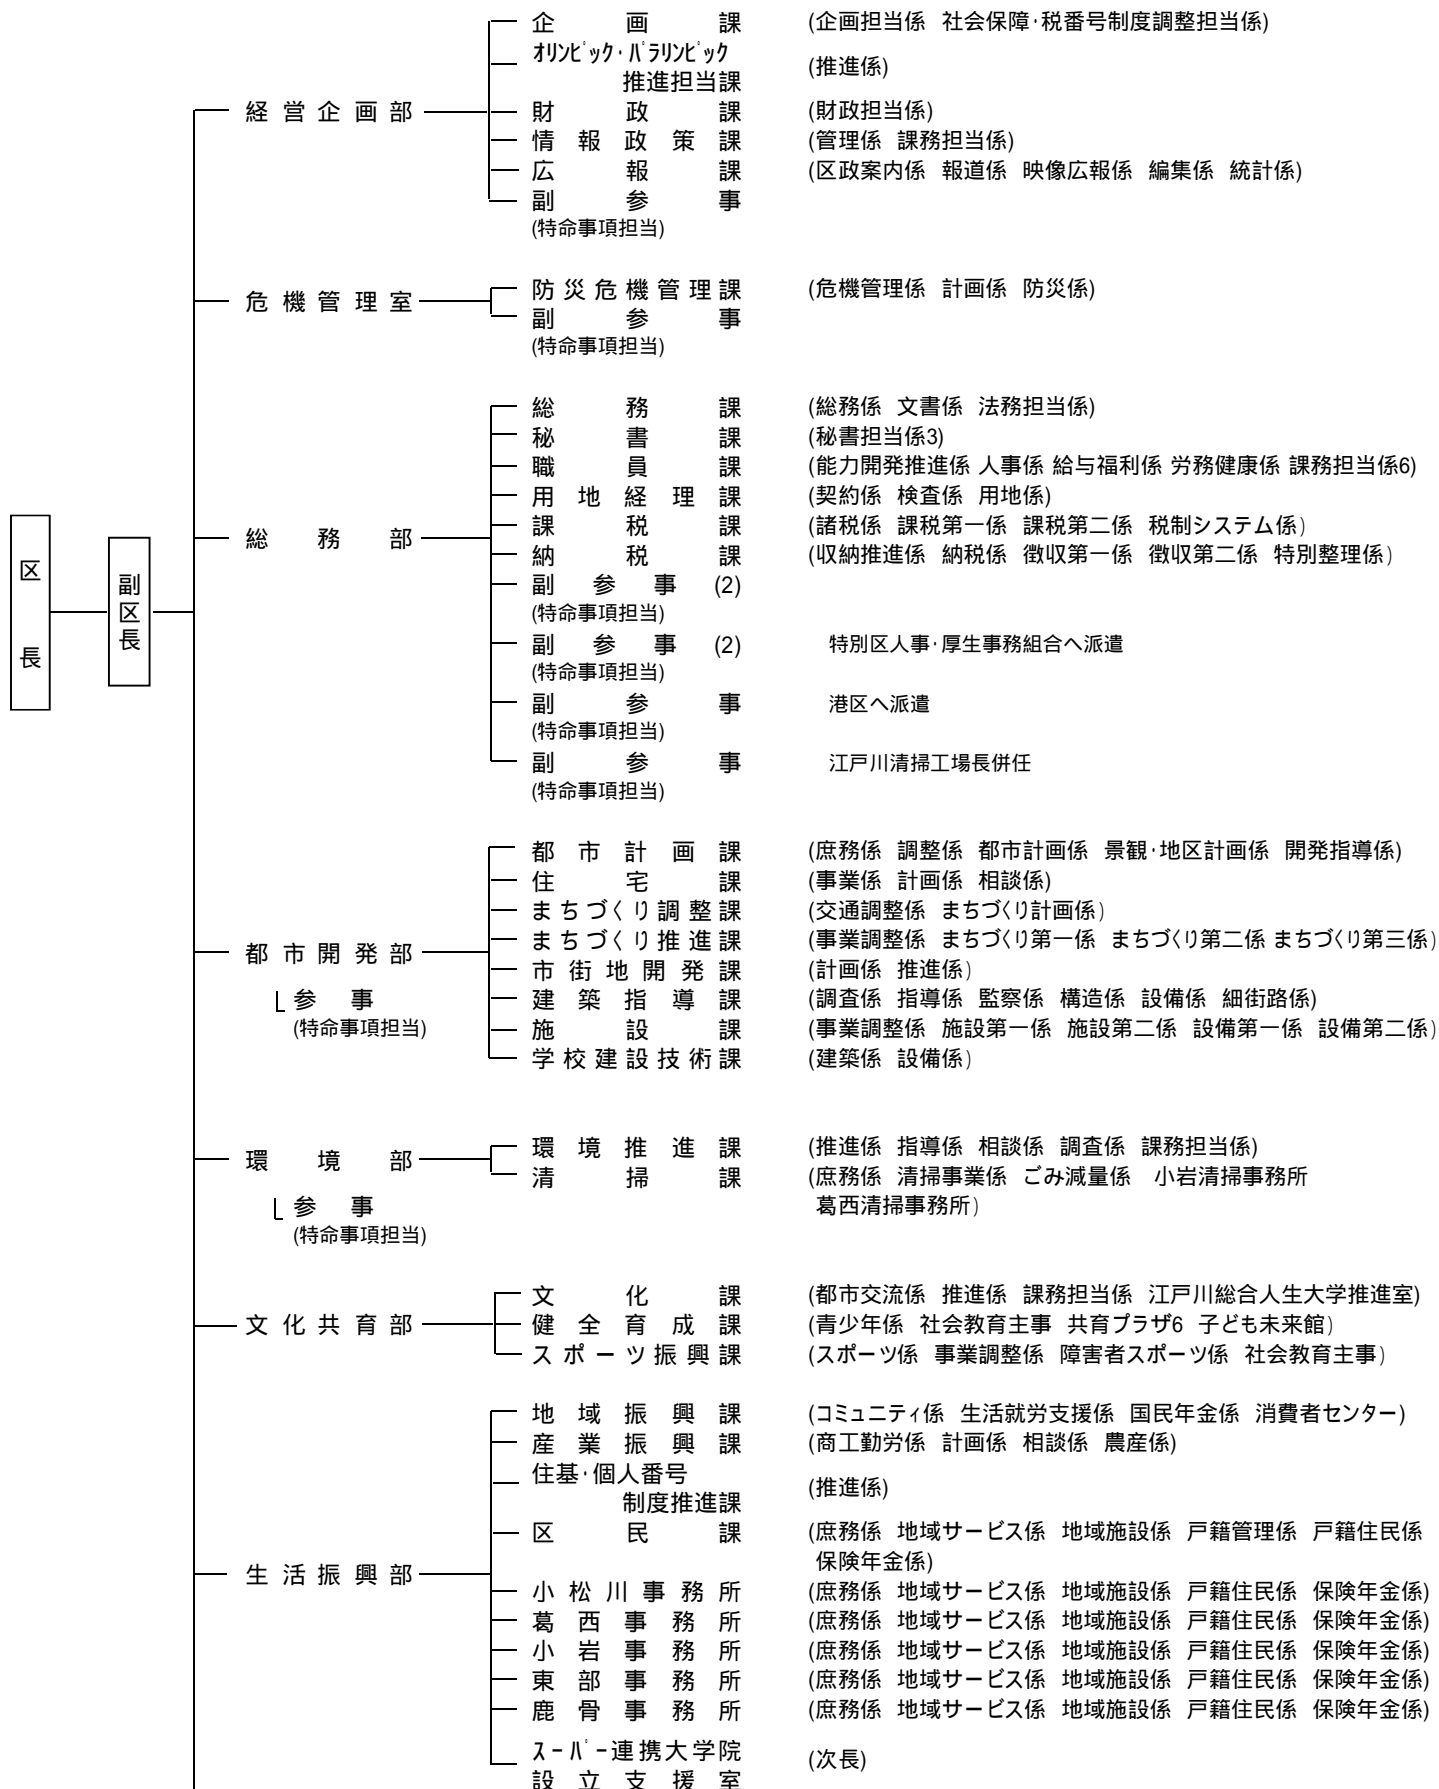 企画課 (企画担当係 社会保障・税番号制度調整担当係)
オリンピック・パラリンピック
推進担当課 (推進係)
経営企画部 財政課 (財政担当係)
情報政策課 (管理係 課務担当係)
広報課 (区政案内係 報道係 映像広報係 編集係 統計係)
副参事
(特命事項担当)
危機管理室 防災危機管理課 (危機管理係 計画係 防災係)
副参事
(特命事項担当)
総務課 (総務係 文書係 法務担当係)
秘書課 (秘書担当係3)
職員課 (能力開発推進係 人事係 給与福利係 労務健康係 課務担当係6)
用地経理課 (契約係 検査係 用地係)
総務部 課税課 (諸税係 課税第一係 課税第二係 税制システム係)
納税課 (収納推進係 納税係 徴収第一係 徴収第二係 特別整理係)
区長
副区長
副参事 (2)
(特命事項担当)
副参事 (2) 特別区人事・厚生事務組合へ派遣
(特命事項担当)
副参事 港区へ派遣
(特命事項担当)
副参事 江戸川清掃工場長併任
(特命事項担当)
都市計画課 (庶務係 調整係 都市計画係 景観・地区計画係 開発指導係)
住宅課 (事業係 計画係 相談係)
まちづくり調整課 (交通調整係 まちづくり計画係)
都市開発部 まちづくり推進課 (事業調整係 まちづくり第一係 まちづくり第二係 まちづくり第三係)
市街地開発課 (計画係 推進係)
参事 建築指導課 (調査係 指導係 監察係 構造係 設備係 細街路係)
(特命事項担当) 施設課 (事業調整係 施設第一係 施設第二係 設備第一係 設備第二係)
学校建設技術課 (建築係 設備係)
環境部 環境推進課 (推進係 指導係 相談係 調査係 課務担当係)
清掃課 (庶務係 清掃事業係 ごみ減量係 小岩清掃事務所
参事 葛西清掃事務所)
(特命事項担当)
文化課 (都市交流係 推進係 課務担当係 江戸川総合人生大学推進室)
文化共育部 健全育成課 (青少年係 社会教育主事 共育プラザ6 子ども未来館)
スポーツ振興課 (スポーツ係 事業調整係 障害者スポーツ係 社会教育主事)
地域振興課 (コミュニティ係 生活就労支援係 国民年金係 消費者センター)
産業振興課 (商工勤労係 計画係 相談係 農産係)
住基・個人番号
制度推進課 (推進係)
区民課 (庶務係 地域サービス係 地域施設係 戸籍管理係 戸籍住民係
保険年金係)
生活振興部
小松川事務所 (庶務係 地域サービス係 地域施設係 戸籍住民係 保険年金係)
葛西事務所 (庶務係 地域サービス係 地域施設係 戸籍住民係 保険年金係)
小岩事務所 (庶務係 地域サービス係 地域施設係 戸籍住民係 保険年金係)
東部事務所 (庶務係 地域サービス係 地域施設係 戸籍住民係 保険年金係)
鹿骨事務所 (庶務係 地域サービス係 地域施設係 戸籍住民係 保険年金係)
スーパー連携大学院 (次長)
設立支援室